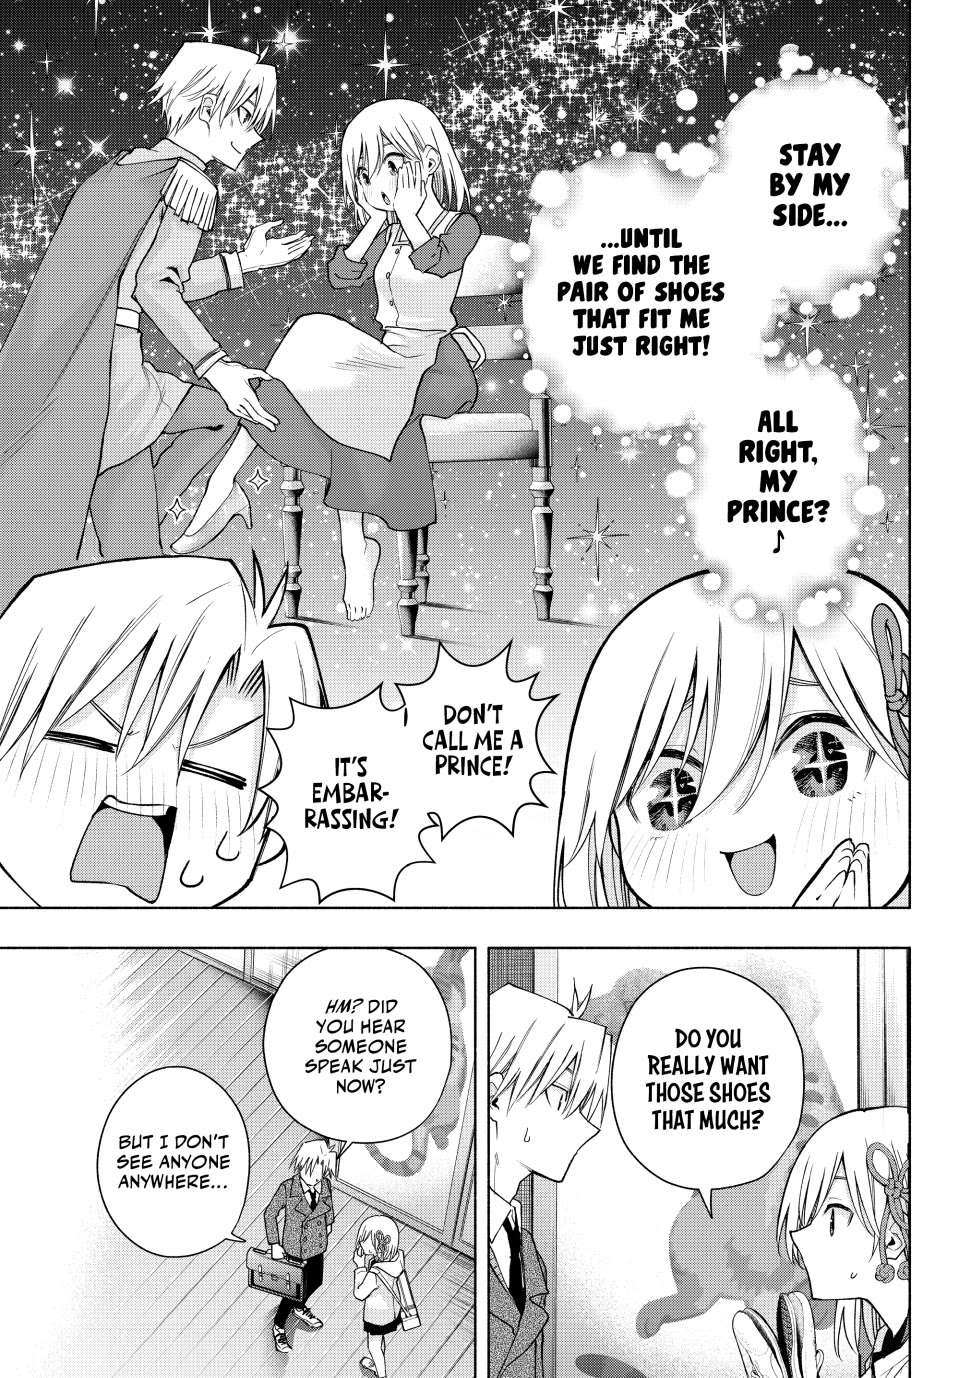 STAY
BY MY
SIDE...
...UNTIL
WE FIND THE
PAIR OF SHOES
THAT FIT ME
JUST RIGHT!
ALL
RIGHT,
MY
PRINCE?
♪
DON'T
CALL ME A
PRINCE!
IT'S
EMBAR-
RASSING!
DO YOU
REALLY WANT
THOSE SHOES
THAT MUCH?
HM? DID
YOU HEAR
SOMEONE
SPEAK JUST
NOW?
BUT I DON'T
SEE ANYONE
ANYWHERE...